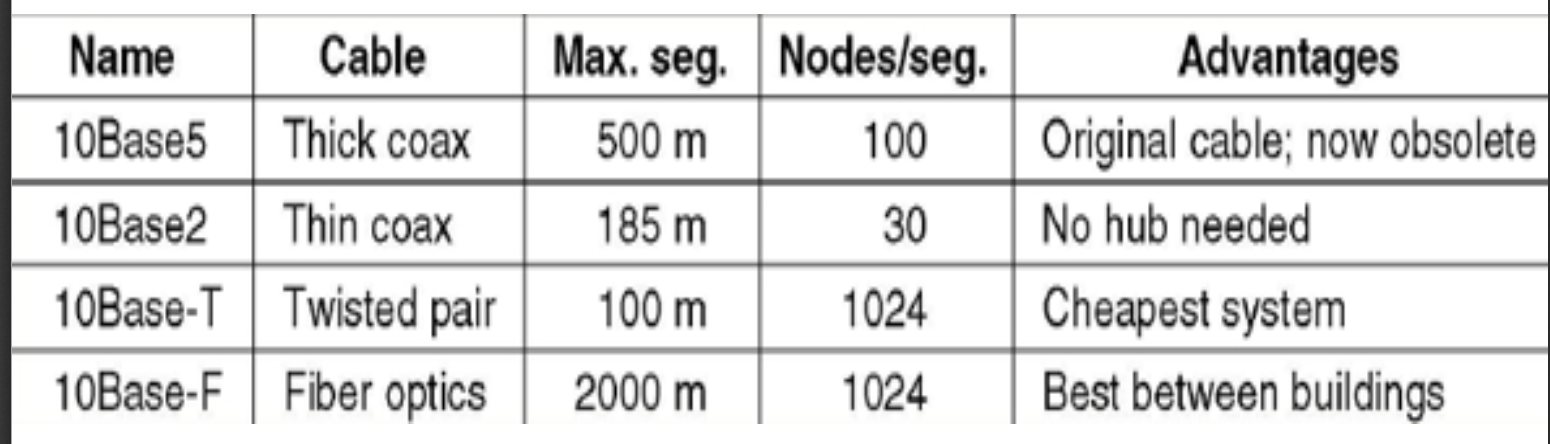 Name Cable Max. seg. Nodes/seg. Advantages
10Base5 Thick coax 500 m 100 Original cable; now obsolete
10Base2 Thin coax 185 m 30 No hub needed
10Base-T Twisted pair 100 m 1024 Cheapest system
10Base-F Fiber optics 2000 m 1024 Best between buildings